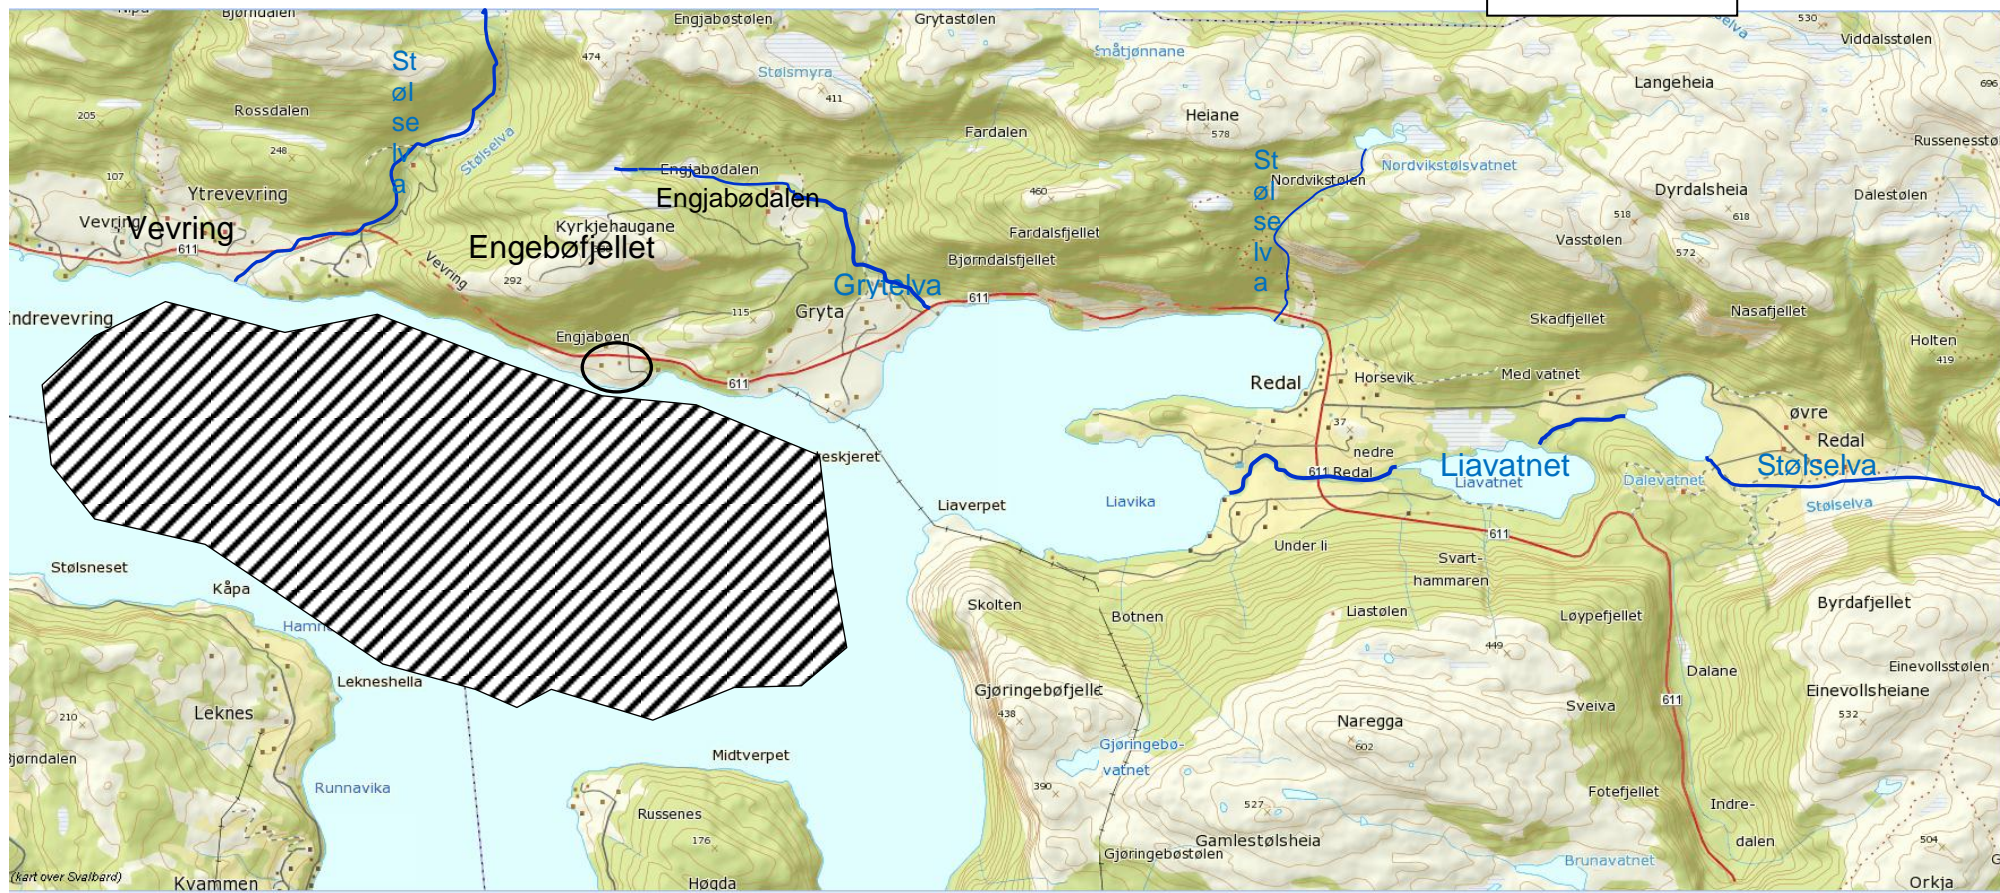 Bjørndalen
Engjabøstølen
Grytastølen
530
Viddalsstølen
474
Småtjønnane
St
øl
se
lv
a
Stølsmyra
411
Langeheia
696
205
Rossdalen
Heiane
578
Fardalen
248
Stølselva
Russenesstø
107
Ytrevevring
Engjabødalen
Engjabødalen
460
St
øl
se
lv
a
Nordvikstølen
Nordvikstølsvatnet
Dyrdalsheia
Dalestølen
518
618
Vevring
Vevring
611
Kyrkjehaugane
Engebøfjellet
Fardalsfjellet
Vasstølen
572
Vevring
292
Bjørndalsfjellet
Grytelva
611
Indrevevring
115
Gryta
Skadfjellet
Nasafjellet
Engjabøen
Holten
419
611
Redal
Horsevik
Med vatnet
37
øvre
Redal
nedre
Redal
611
Liavatnet
Liavatnet
Stølselva
Dalevatnet
Stølselva
eskjeret
Liaverpet
Liavika
611
Under li
Svart-
hammaren
Stølsneset
Kåpa
Hamn
Skolten
Botnen
Liastølen
Løypefjellet
Byrdafjellet
449
Lekneshella
Dalane
Einevollsstølen
Leknes
210
Gjøringebøfjelle
438
611
Einevollsheiane
532
Sveiva
Naregga
602
Bjørndalen
Midtverpet
Gjøringebø-
vatnet
Runnavika
390
Fotefjellet
527
Indre-
dalen
Russenes
176
Gamlestølsheia
504
Gjøringebøstølen
Brunavatnet
(kart over Svalbard)
Kvammen
Høgda
Orkja